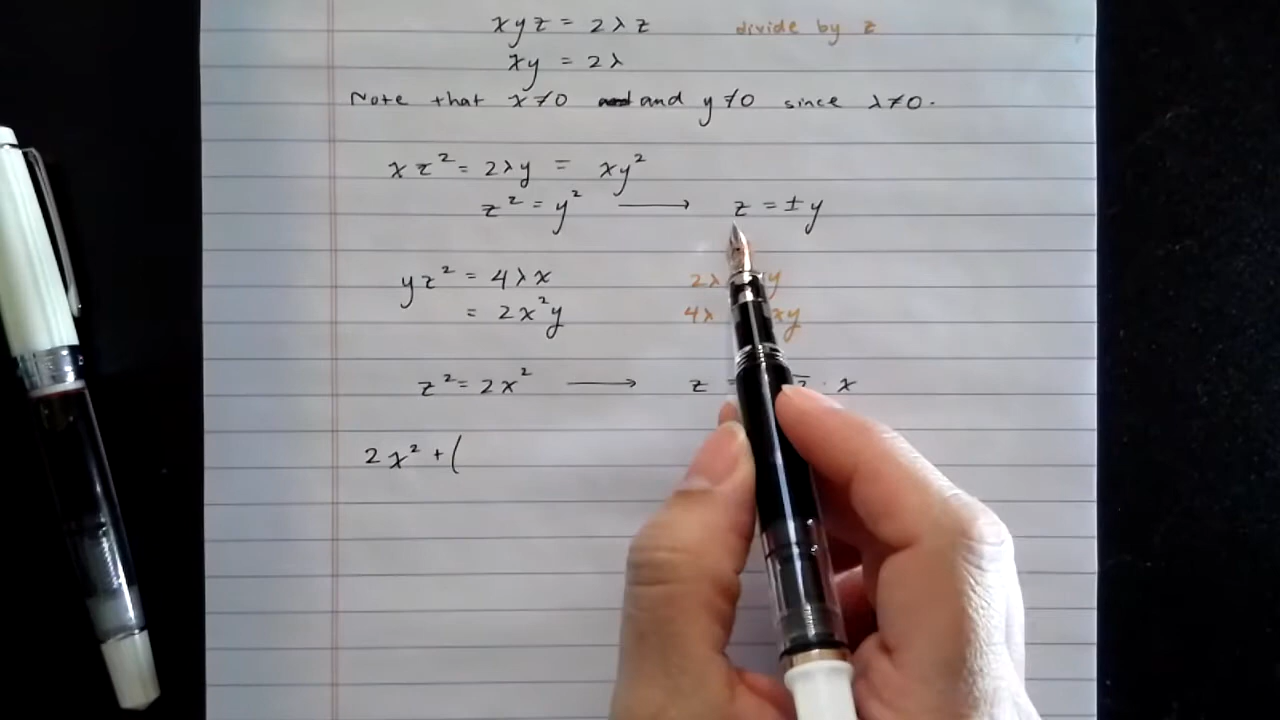 xyz = 2λz divide by z
xy = 2λ
Note that x≠0 and y≠0 since λ≠0.
xz² = 2λy = xy²
z² = y² ⟶ z = ±y
yz² = 4λx 2λ y
= 2x²y 4λ xy
z² = 2x² ⟶ z = · x
2x² + (